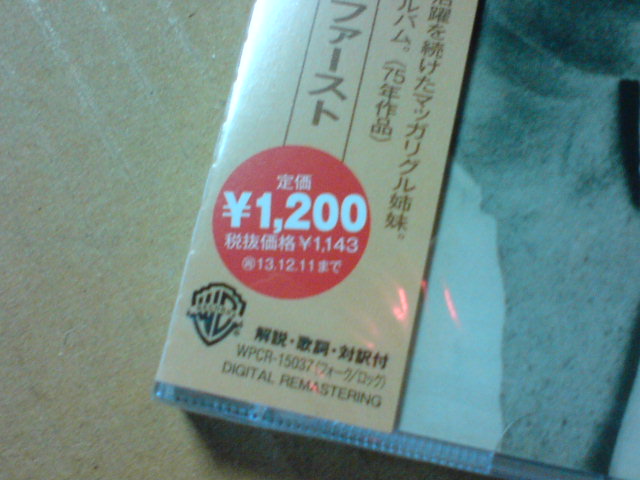 活躍を続けたマッガリグル姉妹。
ルバム。(75年作品)
ファースト
定価
¥1,200
税抜価格¥1,143
㋐13.12.11まで
解説・歌詞・対訳付
WPCR-15037(フォーク/ロック)
DIGITAL REMASTERING